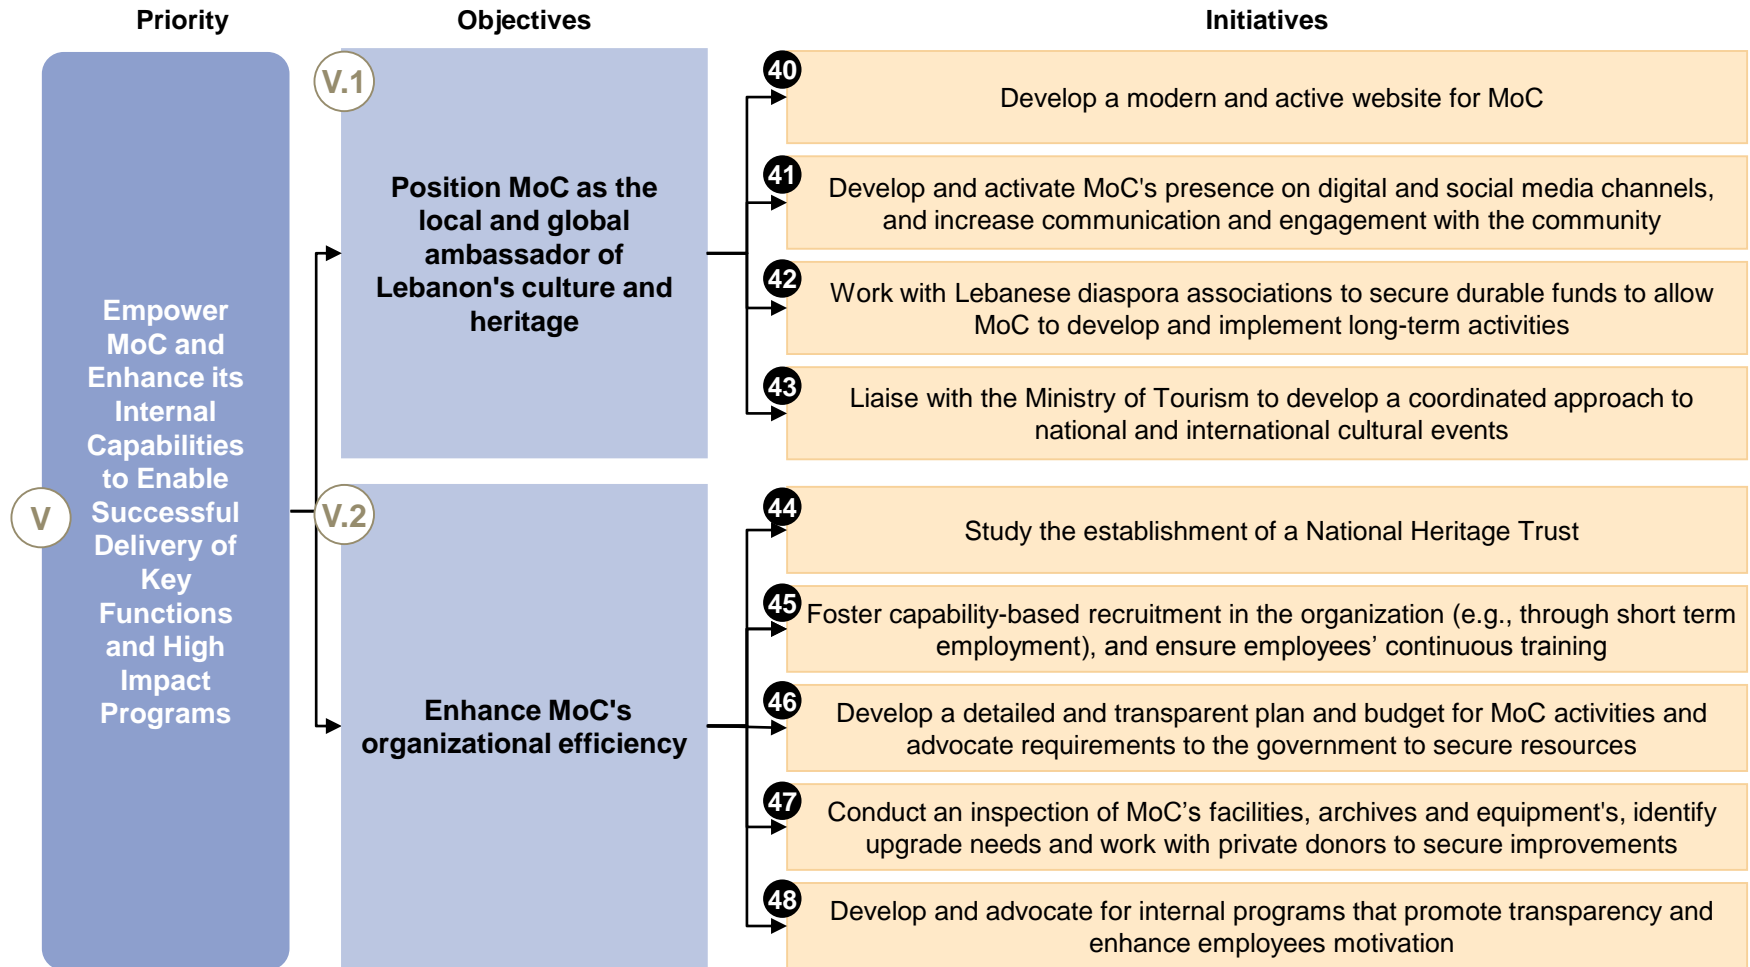 Priority
Objectives
Initiatives
V
Empower
MoC and
Enhance its
Internal
Capabilities
to Enable
Successful
Delivery of
Key
Functions
and High
Impact
Programs
V.1
Position MoC as the
local and global
ambassador of
Lebanon's culture and
heritage
40
Develop a modern and active website for MoC
41
Develop and activate MoC's presence on digital and social media channels,
and increase communication and engagement with the community
42
Work with Lebanese diaspora associations to secure durable funds to allow
MoC to develop and implement long-term activities
43
Liaise with the Ministry of Tourism to develop a coordinated approach to
national and international cultural events
V.2
Enhance MoC's
organizational efficiency
44
Study the establishment of a National Heritage Trust
45
Foster capability-based recruitment in the organization (e.g., through short term
employment), and ensure employees’ continuous training
46
Develop a detailed and transparent plan and budget for MoC activities and
advocate requirements to the government to secure resources
47
Conduct an inspection of MoC’s facilities, archives and equipment's, identify
upgrade needs and work with private donors to secure improvements
48
Develop and advocate for internal programs that promote transparency and
enhance employees motivation